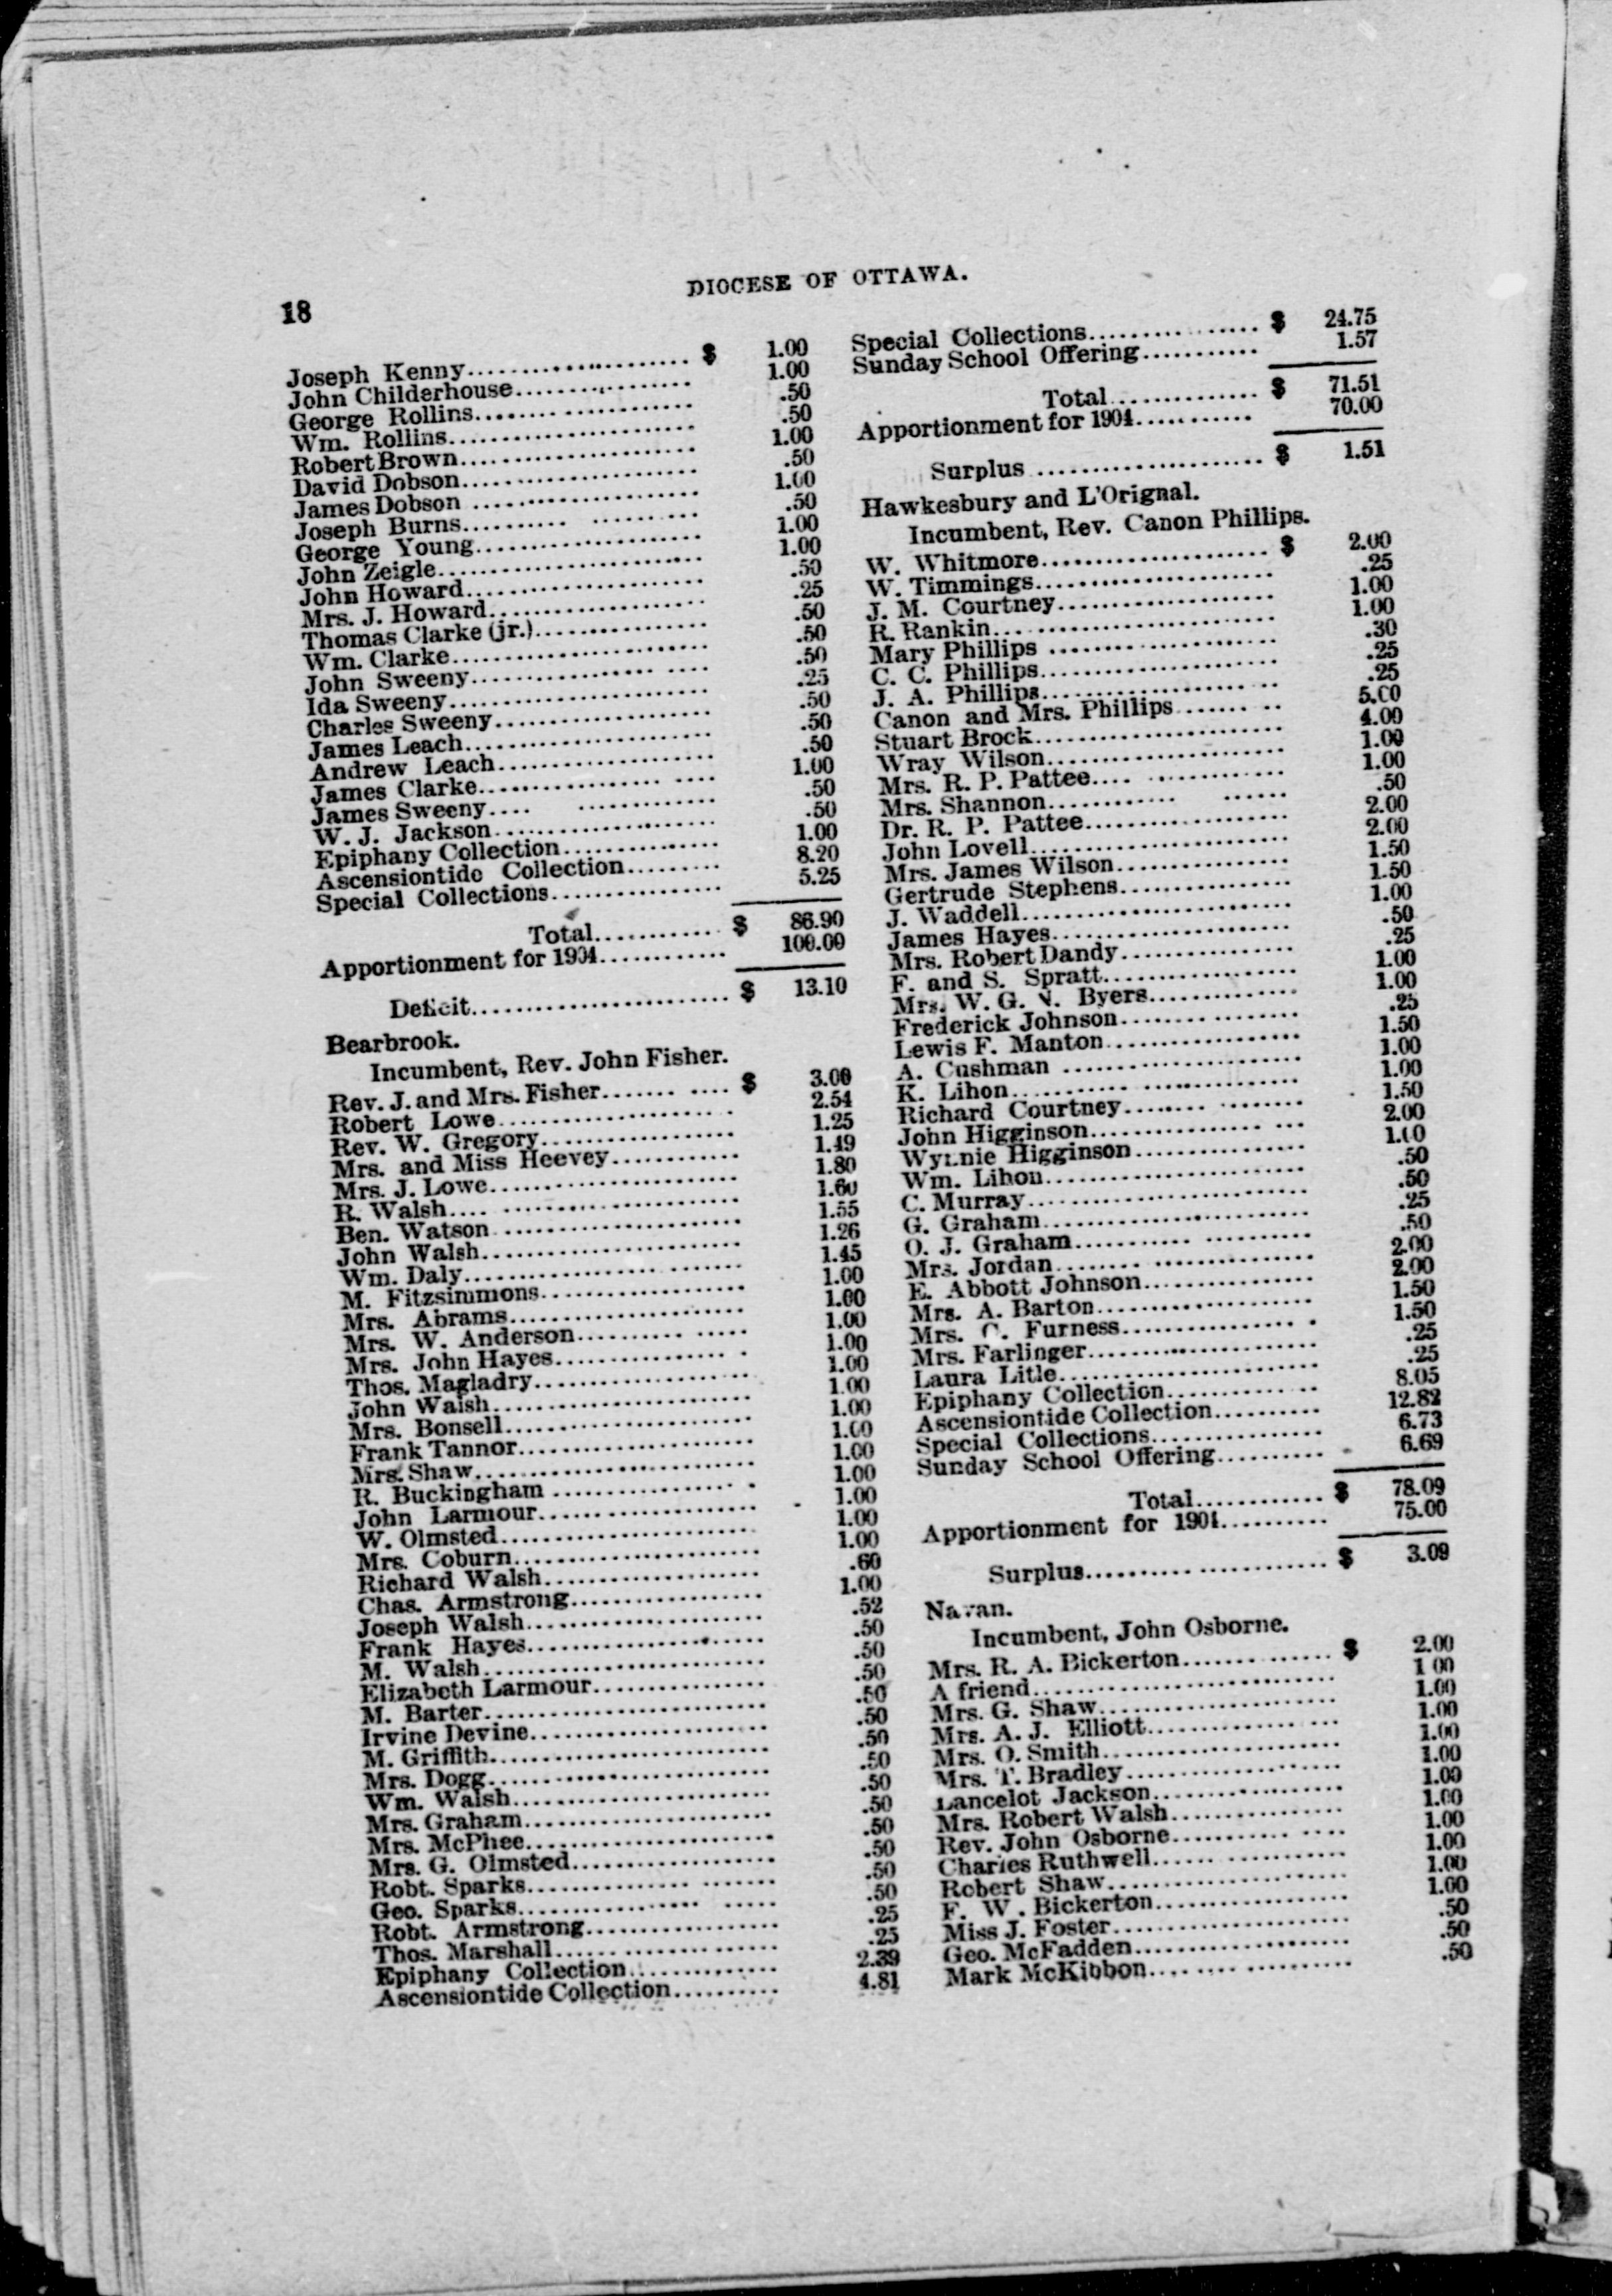 18
DIOCESE OF OTTAWA.
Joseph Kenny.................... $ 1.00
John Childerhouse................ 1.00
George Rollins.................... .50
Wm. Rollins....................... .50
Robert Brown...................... 1.00
David Dobson...................... .50
James Dobson ..................... 1.00
Joseph Burns.......... .......... .50
George Young...................... 1.00
John Zeigle....................... 1.00
John Howard....................... .50
Mrs. J. Howard.................... .25
Thomas Clarke (jr.)............... .50
Wm. Clarke........................ .50
John Sweeny................. .... .50
Ida Sweeny........................ .25
Charles Sweeny.................... .50
James Leach....................... .50
Andrew Leach...................... .50
James Clarke................ .... 1.00
James Sweeny.... ............. .50
W. J. Jackson..................... .50
Epiphany Collection............... 1.00
Ascensiontide Collection......... 8.20
Special Collections............... 5.25
Total............ $ 86.90
Apportionment for 1904............ 100.00
Deficit........................ $ 13.10
Bearbrook.
Incumbent, Rev. John Fisher.
Rev. J. and Mrs. Fisher....... .... $ 3.00
Robert Lowe....................... 2.54
Rev. W. Gregory................... 1.25
Mrs. and Miss Heevey............ 1.49
Mrs. J. Lowe...................... 1.80
R. Walsh.... .................. 1.60
Ben. Watson ...................... 1.55
John Walsh........................ 1.26
Wm. Daly.................. ....... 1.45
M. Fitzsimmons.................... 1.00
Mrs. Abrams....................... 1.00
Mrs. W. Anderson.......... ..... 1.00
Mrs. John Hayes................ . 1.00
Thos. Magladry.................... 1.00
John Walsh........................ 1.00
Mrs. Bonsell...................... 1.00
Frank Tannor...................... 1.00
Mrs. Shaw......................... 1.00
R. Buckingham ................. . 1.00
John Larmour...................... 1.00
W. Olmsted........................ 1.00
Mrs. Coburn....................... 1.00
Richard Walsh..................... .60
Chas. Armstrong................... 1.00
Joseph Walsh...................... .52
Frank Hayes....................... .50
M. Walsh.......................... .50
Elizabeth Larmour................. .50
M. Barter......................... .50
Irvine Devine..................... .50
M. Griffith....................... .50
Mrs. Dogg......................... .50
Wm. Walsh......................... .50
Mrs. Graham....................... .50
Mrs. McPhee....................... .50
Mrs. G. Olmsted................... .50
Robt. Sparks............... ....... .50
Geo. Sparks................. ..... .50
Robt. Armstrong................... .25
Thos. Marshall...... ............ .25
Epiphany Collection.............. 2.39
Ascensiontide Collection.......... 4.81
Special Collections................ $ 24.75
Sunday School Offering........... 1.57
Total............. $ 71.51
Apportionment for 1904........... 70.00
Surplus ...................... $ 1.51
Hawkesbury and L'Orignal.
Incumbent, Rev. Canon Phillips.
W. Whitmore...................... $ 2.00
W. Timmings....................... .25
J. M. Courtney.................... 1.00
R. Rankin......................... 1.00
Mary Phillips .................... .30
C. C. Phillips.................... .25
J. A. Phillips.................... .25
Canon and Mrs. Phillips....... .. 5.00
Stuart Brock...................... 4.00
Wray Wilson....................... 1.00
Mrs. R. P. Pattee.... ............ 1.00
Mrs. Shannon............ ...... .50
Dr. R. P. Pattee.................. 2.00
John Lovell....................... 2.00
Mrs. James Wilson................ 1.50
Gertrude Stephens................ 1.50
J. Waddell........................ 1.00
James Hayes....................... .50
Mrs. Robert Dandy................ .25
F. and S. Spratt.................. 1.00
Mrs. W. G. N. Byers.............. 1.00
Frederick Johnson................ .25
Lewis F. Manton.................. 1.50
A. Cushman ....................... 1.00
K. Lihon.......................... 1.00
Richard Courtney........ ........ 1.50
John Higginson................ ... 2.00
Wynnie Higginson................ 1.00
Wm. Lihon......................... .50
C. Murray......................... .50
G. Graham......................... .25
O. J. Graham........... .......... .50
Mrs. Jordan........ .............. 2.00
E. Abbott Johnson................ 2.00
Mrs. A. Barton.................... 1.50
Mrs. C. Furness................ . 1.50
Mrs. Farlinger.................... .25
Laura Litle....................... .25
Epiphany Collection............. 8.05
Ascensiontide Collection.......... 12.82
Special Collections................ 6.73
Sunday School Offering.......... 6.69
Total............ $ 78.09
Apportionment for 1904.......... 75.00
Surplus........................ $ 3.09
Navan.
Incumbent, John Osborne.
Mrs. R. A. Bickerton.............. $ 2.00
A friend.......................... 1 00
Mrs. G. Shaw...................... 1.00
Mrs. A. J. Elliott............. ... 1.00
Mrs. O. Smith..................... 1.00
Mrs. T. Bradley................... 1.00
Lancelot Jackson.................. 1.00
Mrs. Robert Walsh................ 1.00
Rev. John Osborne........... .... 1.00
Charles Ruthwell...... ........... 1.00
Robert Shaw....................... 1.00
F. W. Bickerton................... 1.00
Miss J. Foster.................... .50
Geo. McFadden.................... .50
Mark McKibbon.................... .50